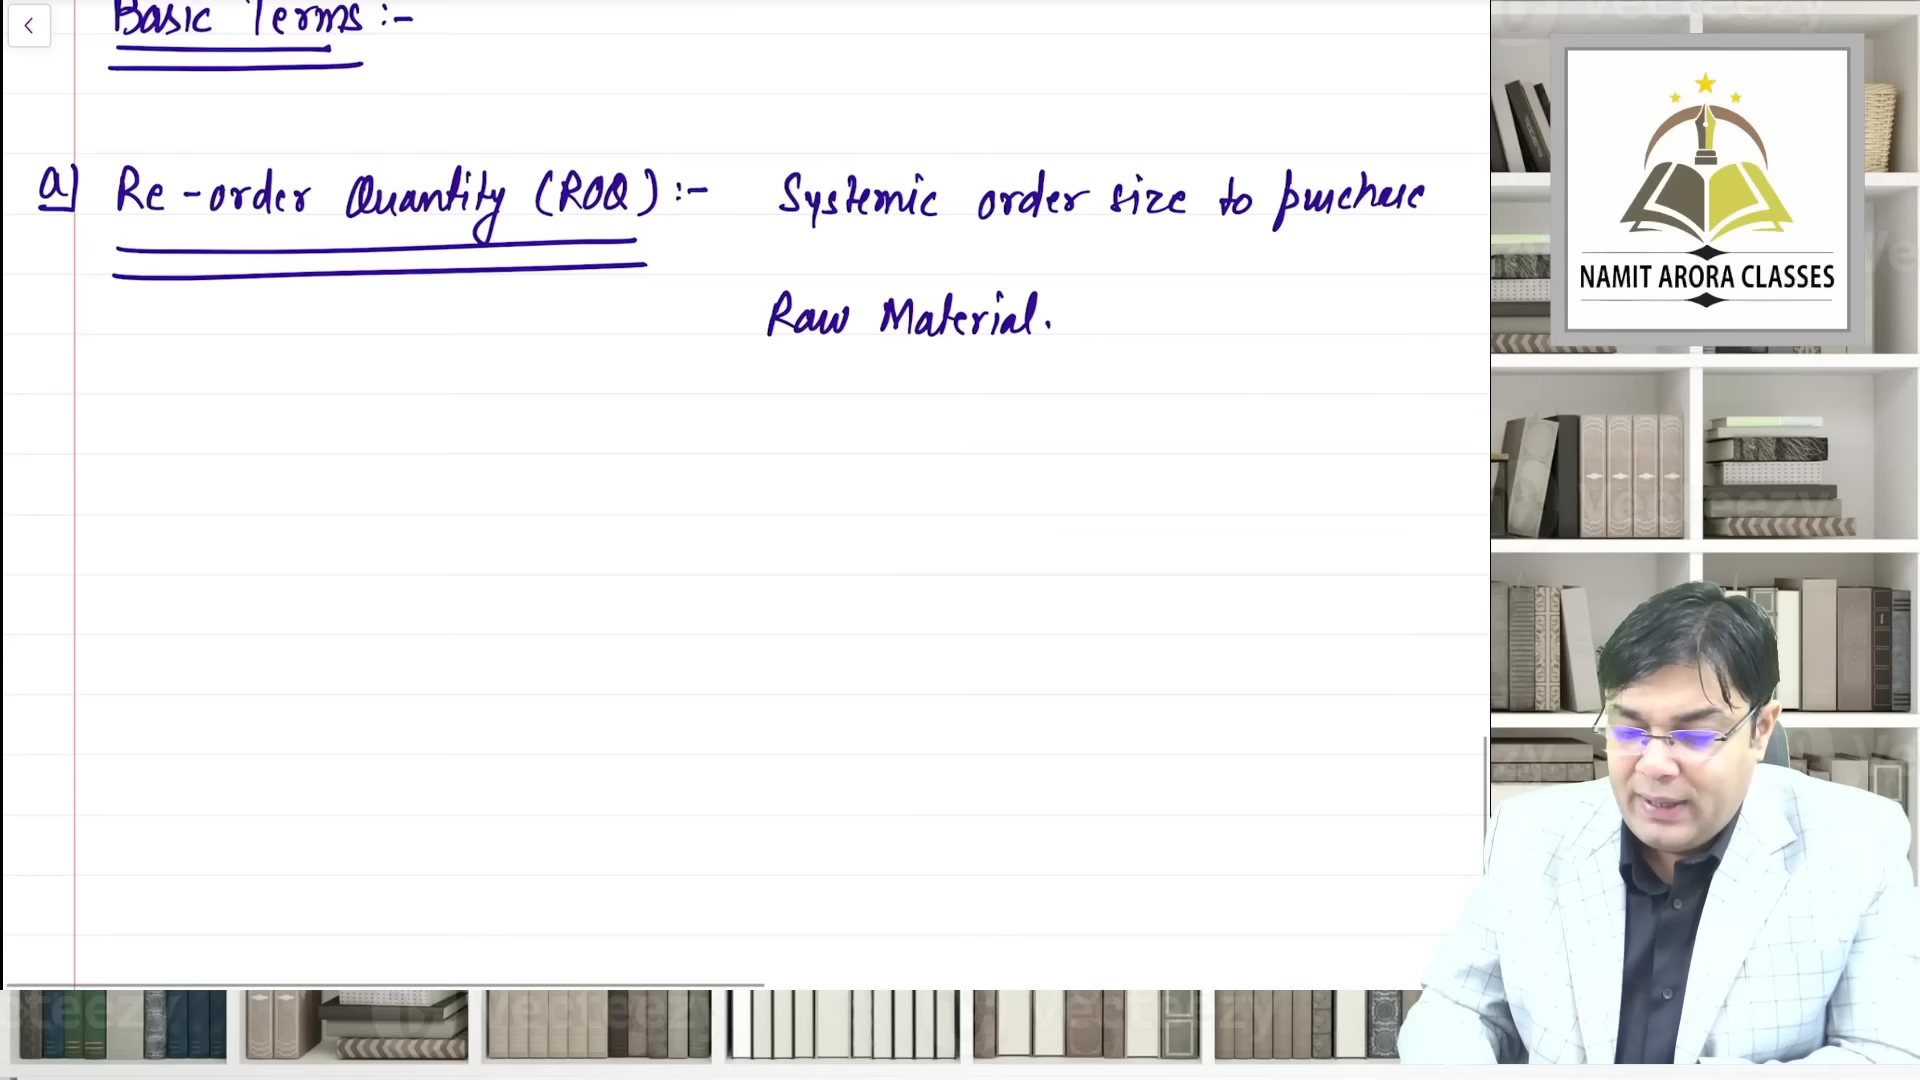 Basic Terms :-
a] Re-order Quantity (ROQ) :- Systemic order size to purchase
Raw Material.
NAMIT ARORA CLASSES